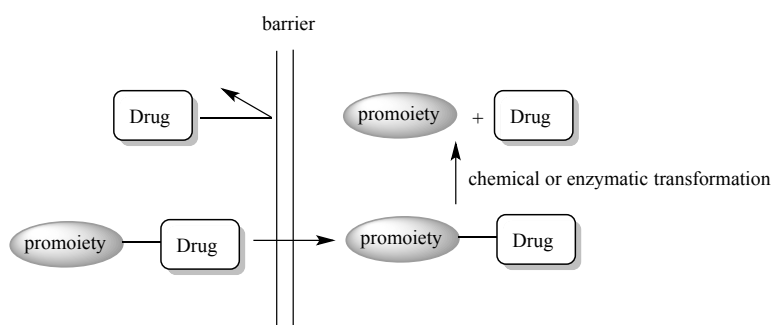 barrier
Drug
promoiety + Drug
chemical or enzymatic transformation
promoiety Drug
promoiety Drug